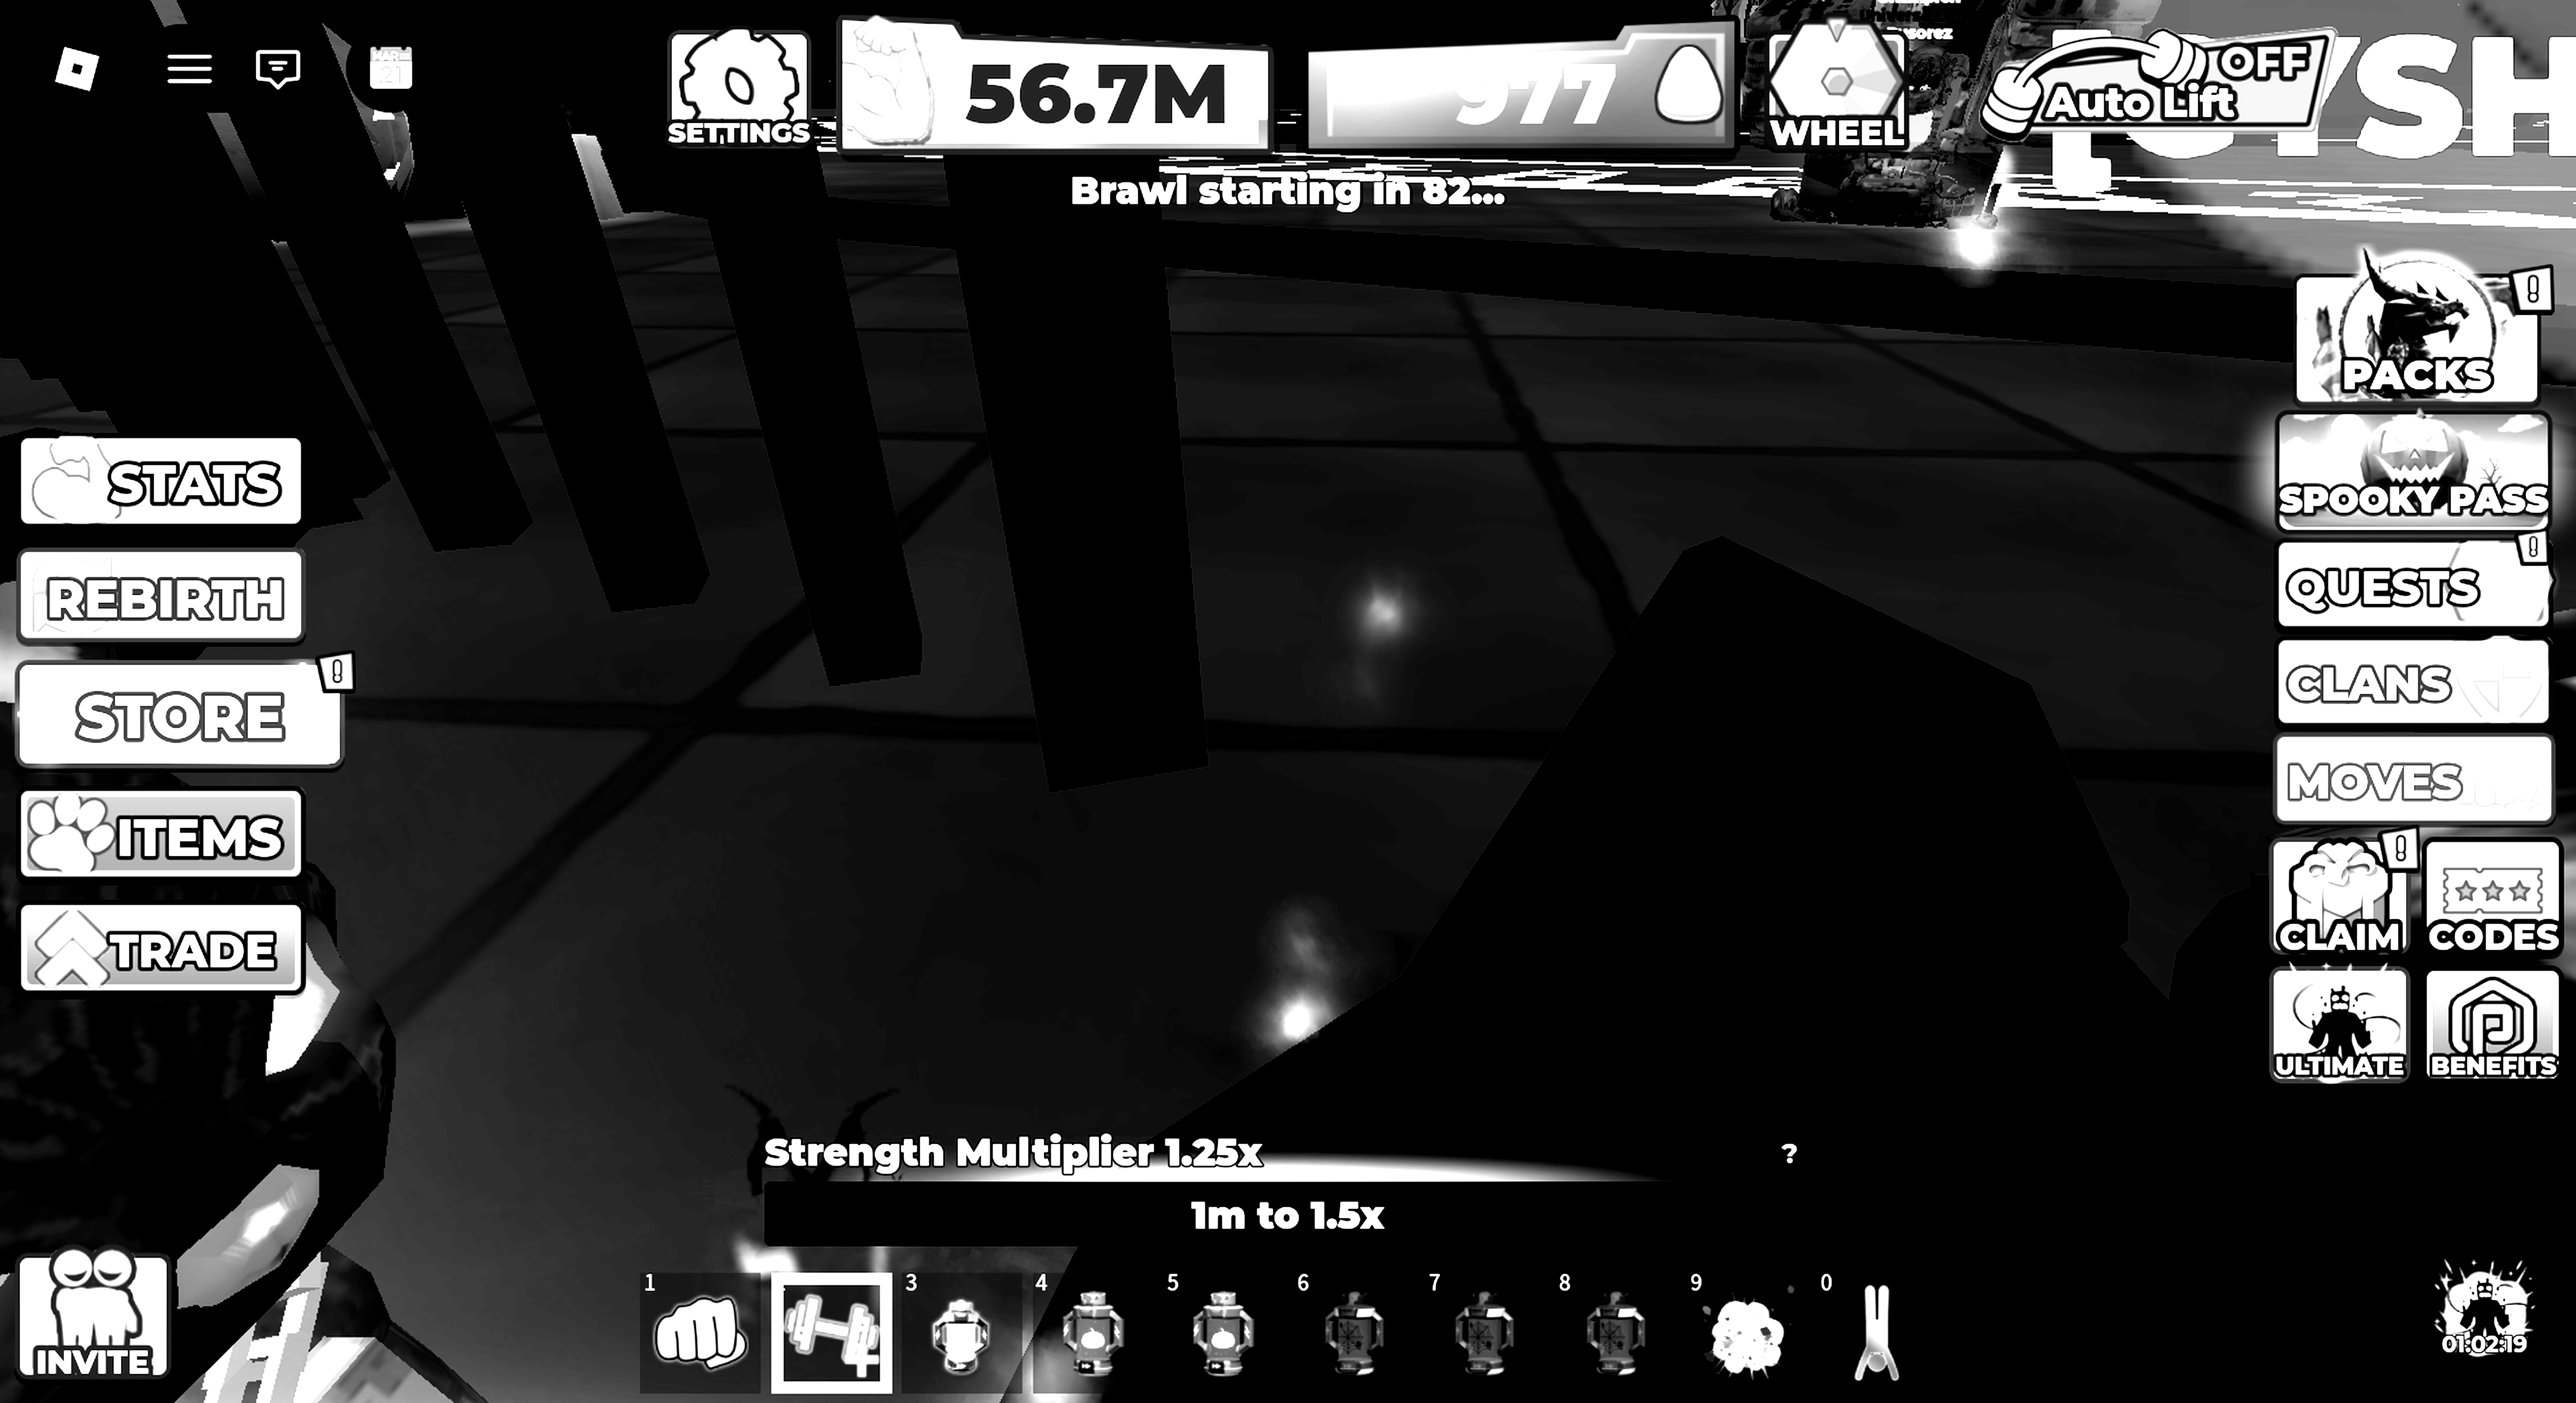 SETTINGS
56.7M
977
WHEEL
OFF
Auto Lift
Brawl starting in 82...
PACKS
STATS
SPOOKY PASS
REBIRTH
QUESTS
STORE
CLANS
MOVES
ITEMS
CLAIM
CODES
TRADE
ULTIMATE
BENEFITS
Strength Multiplier 1.25x
?
1m to 1.5x
INVITE
1
3
4
5
6
7
8
9
0
01:02:19